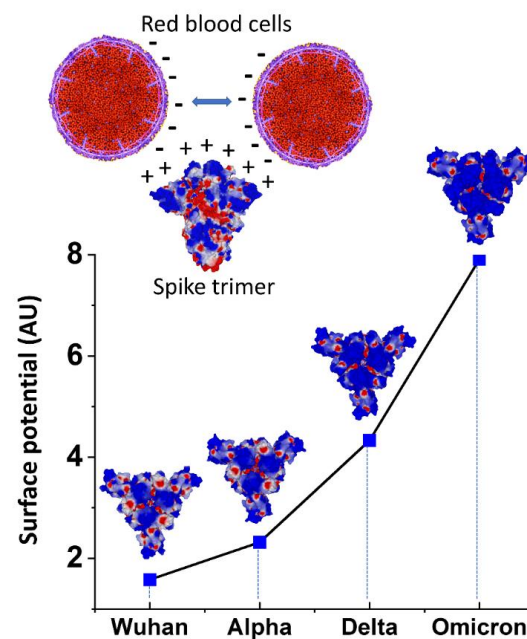 Red blood cells
Spike trimer
Surface potential (AU)
8
6
4
2
Wuhan Alpha Delta Omicron